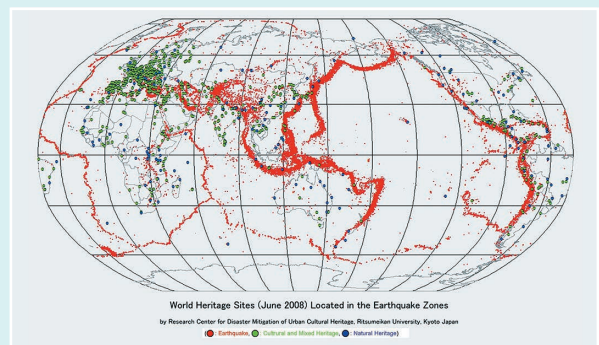 World Heritage Sites (June 2008) Located in the Earthquake Zones
by Research Center for Disaster Mitigation of Urban Cultural Heritage, Ritsumeikan University, Kyoto Japan
(● : Earthquake, ● : Cultrural and Mixed Heritage, ● : Natural Heritage)